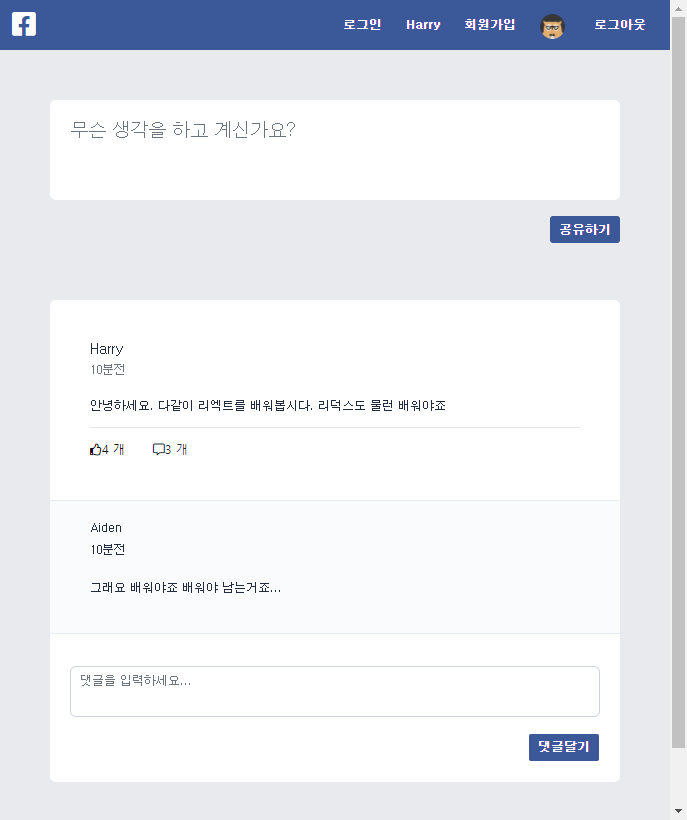 로그인 Harry 회원가입 로그아웃
무슨 생각을 하고 계신가요?
공유하기
Harry
10분전
안녕하세요. 다같이 리엑트를 배워봅시다. 리덕스도 물런 배워야죠
4 개 3 개
Aiden
10분전
그래요 배워야죠 배워야 남는거죠...
댓글을 입력하세요...
댓글달기